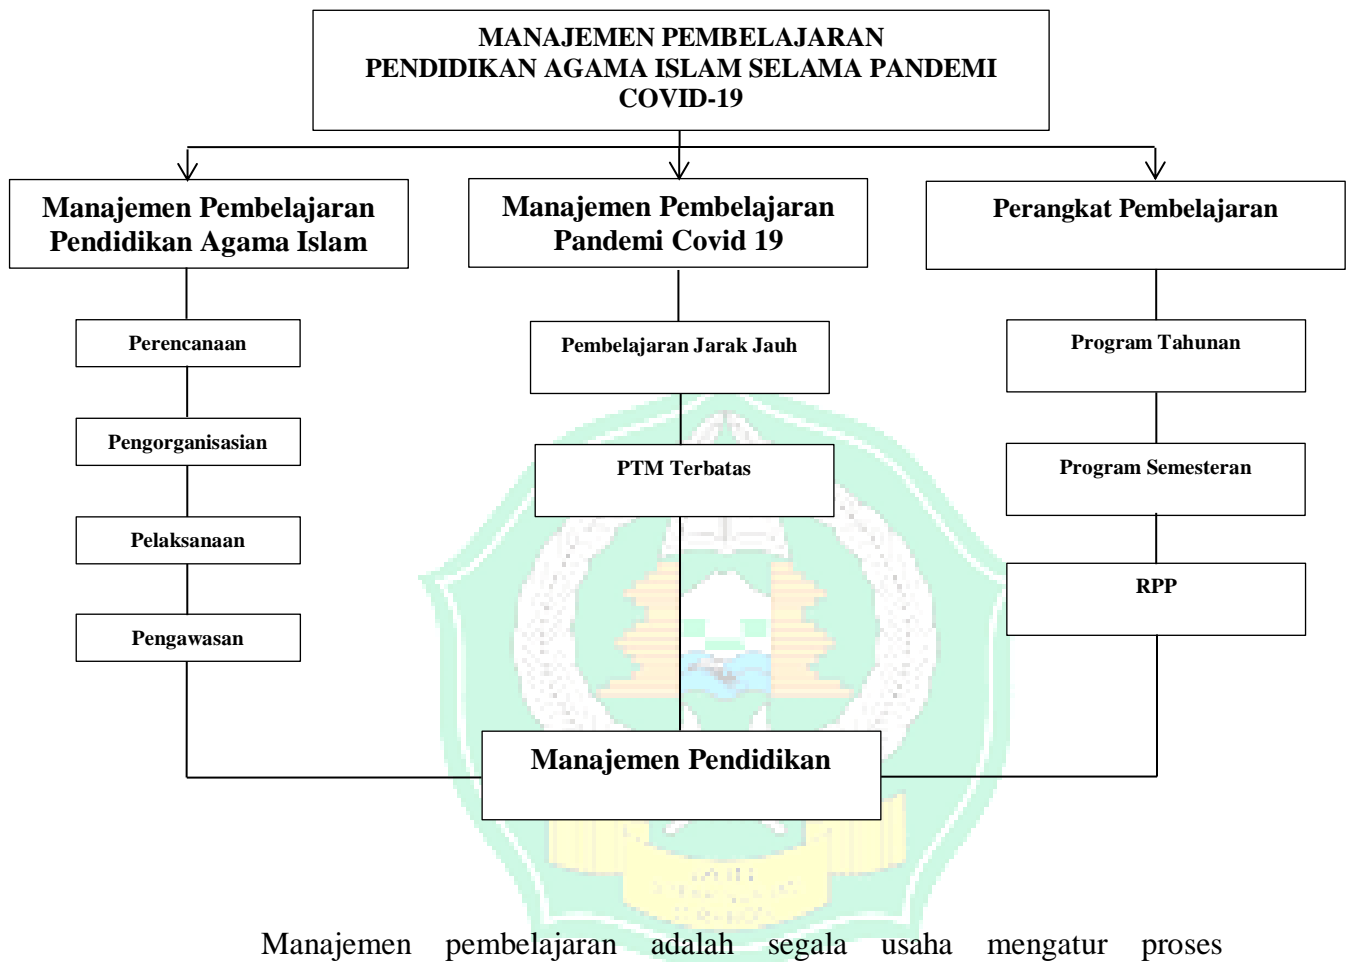 MANAJEMEN PEMBELAJARAN
PENDIDIKAN AGAMA ISLAM SELAMA PANDEMI
COVID-19
Manajemen Pembelajaran
Pendidikan Agama Islam
Manajemen Pembelajaran
Pandemi Covid 19
Perangkat Pembelajaran
Perencanaan
Pengorganisasian
Pelaksanaan
Pengawasan
Pembelajaran Jarak Jauh
PTM Terbatas
Program Tahunan
Program Semesteran
RPP
Manajemen Pendidikan
Manajemen pembelajaran adalah segala usaha mengatur proses